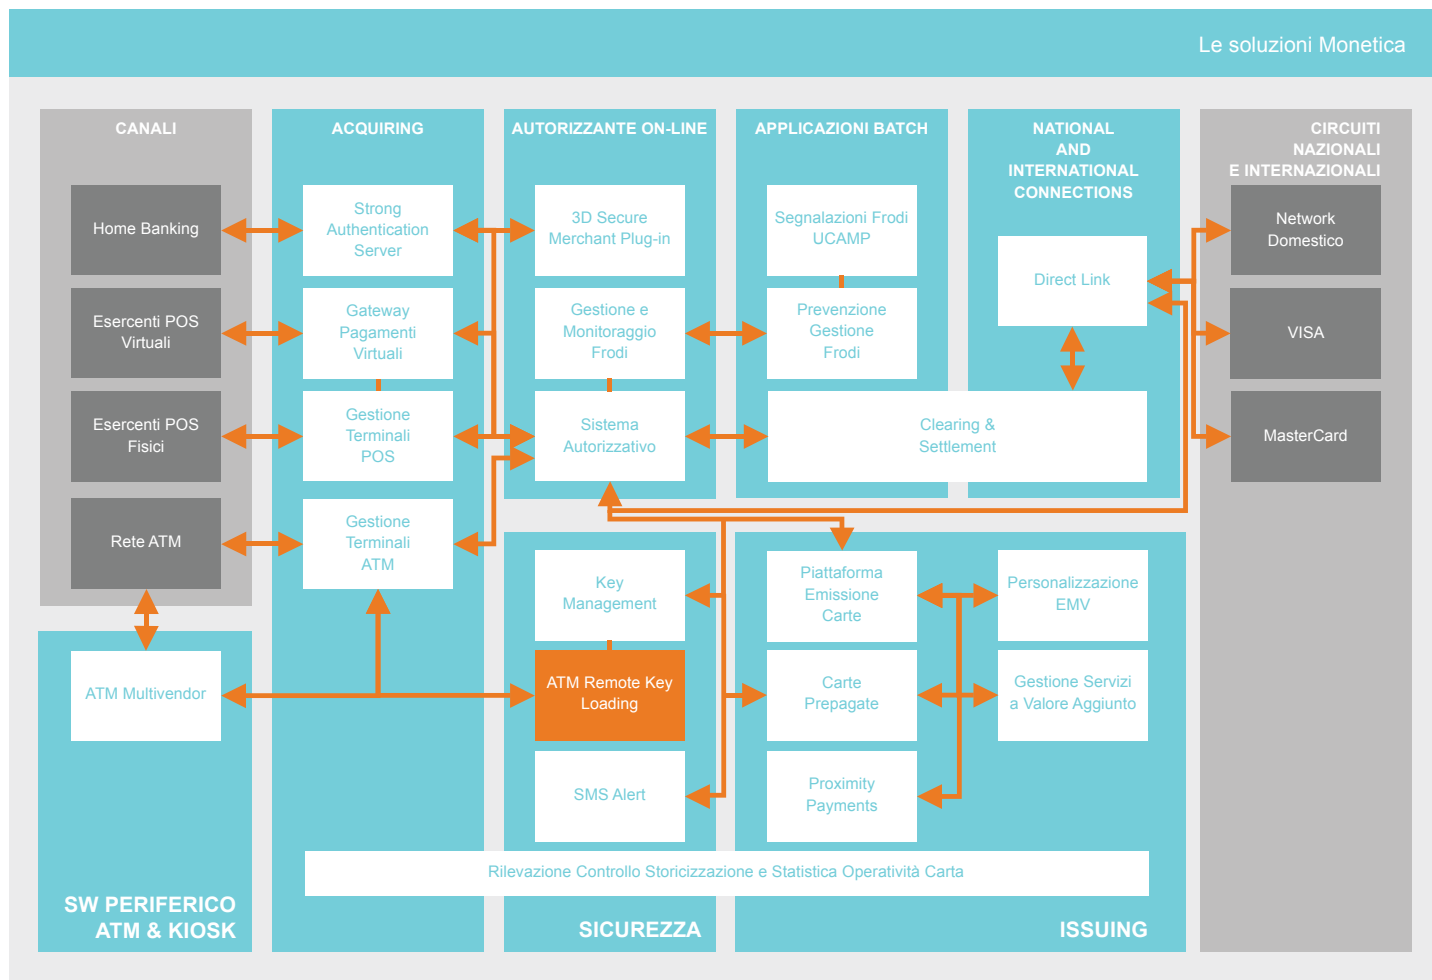 Le soluzioni Monetica
CANALI
Home Banking
Esercenti POS
Virtuali
Esercenti POS
Fisici
Rete ATM
ACQUIRING
Strong
Authentication
Server
Gateway
Pagamenti
Virtuali
Gestione
Terminali
POS
Gestione
Terminali
ATM
AUTORIZZANTE ON-LINE
3D Secure
Merchant Plug-in
Gestione e
Monitoraggio
Frodi
Sistema
Autorizzativo
APPLICAZIONI BATCH
Segnalazioni Frodi
UCAMP
Prevenzione
Gestione
Frodi
NATIONAL
AND
INTERNATIONAL
CONNECTIONS
Direct Link
Clearing &
Settlement
CIRCUITI
NAZIONALI
E INTERNAZIONALI
Network
Domestico
VISA
MasterCard
ATM Multivendor
SW PERIFERICO
ATM & KIOSK
Key
Management
ATM Remote Key
Loading
SMS Alert
Piattaforma
Emissione
Carte
Carte
Prepagate
Proximity
Payments
Personalizzazione
EMV
Gestione Servizi
a Valore Aggiunto
Rilevazione Controllo Storicizzazione e Statistica Operatività Carta
SICUREZZA
ISSUING